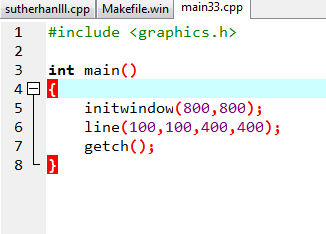 sutherhanlll.cpp Makefile.win main33.cpp
1 #include <graphics.h>
2
3 int main()
4 {
5 initwindow(800,800);
6 line(100,100,400,400);
7 getch();
8 }